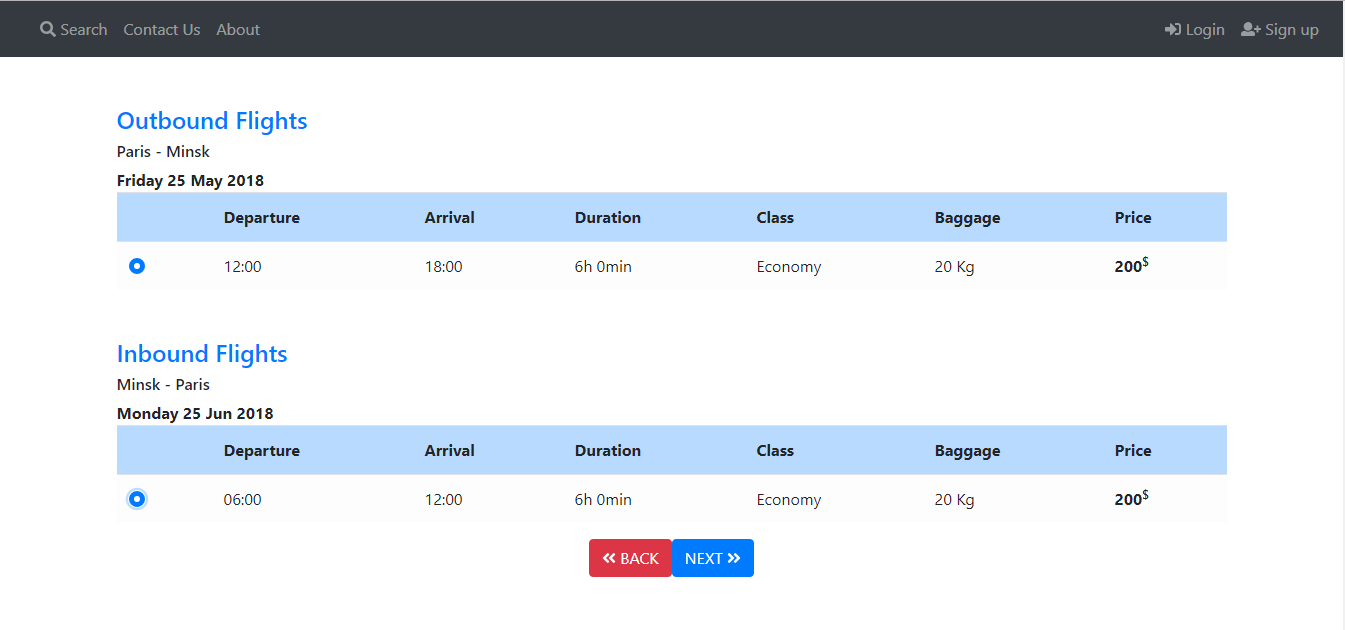 Search Contact Us About Login Sign up
Outbound Flights
Paris - Minsk
Friday 25 May 2018
Departure Arrival Duration Class Baggage Price
12:00 18:00 6h 0min Economy 20 Kg 200$
Inbound Flights
Minsk - Paris
Monday 25 Jun 2018
Departure Arrival Duration Class Baggage Price
06:00 12:00 6h 0min Economy 20 Kg 200$
BACK NEXT